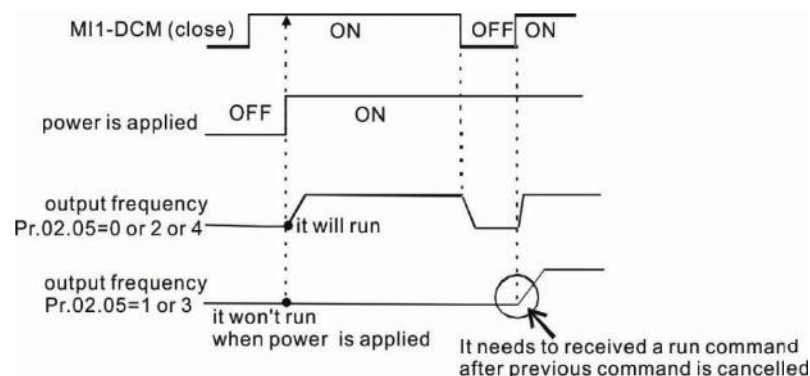 MI1-DCM (close) ON OFF ON
power is applied OFF ON
output frequency
Pr.02.05=0 or 2 or 4 it will run
output frequency
Pr.02.05=1 or 3
it won't run
when power is applied
It needs to received a run command
after previous command is cancelled